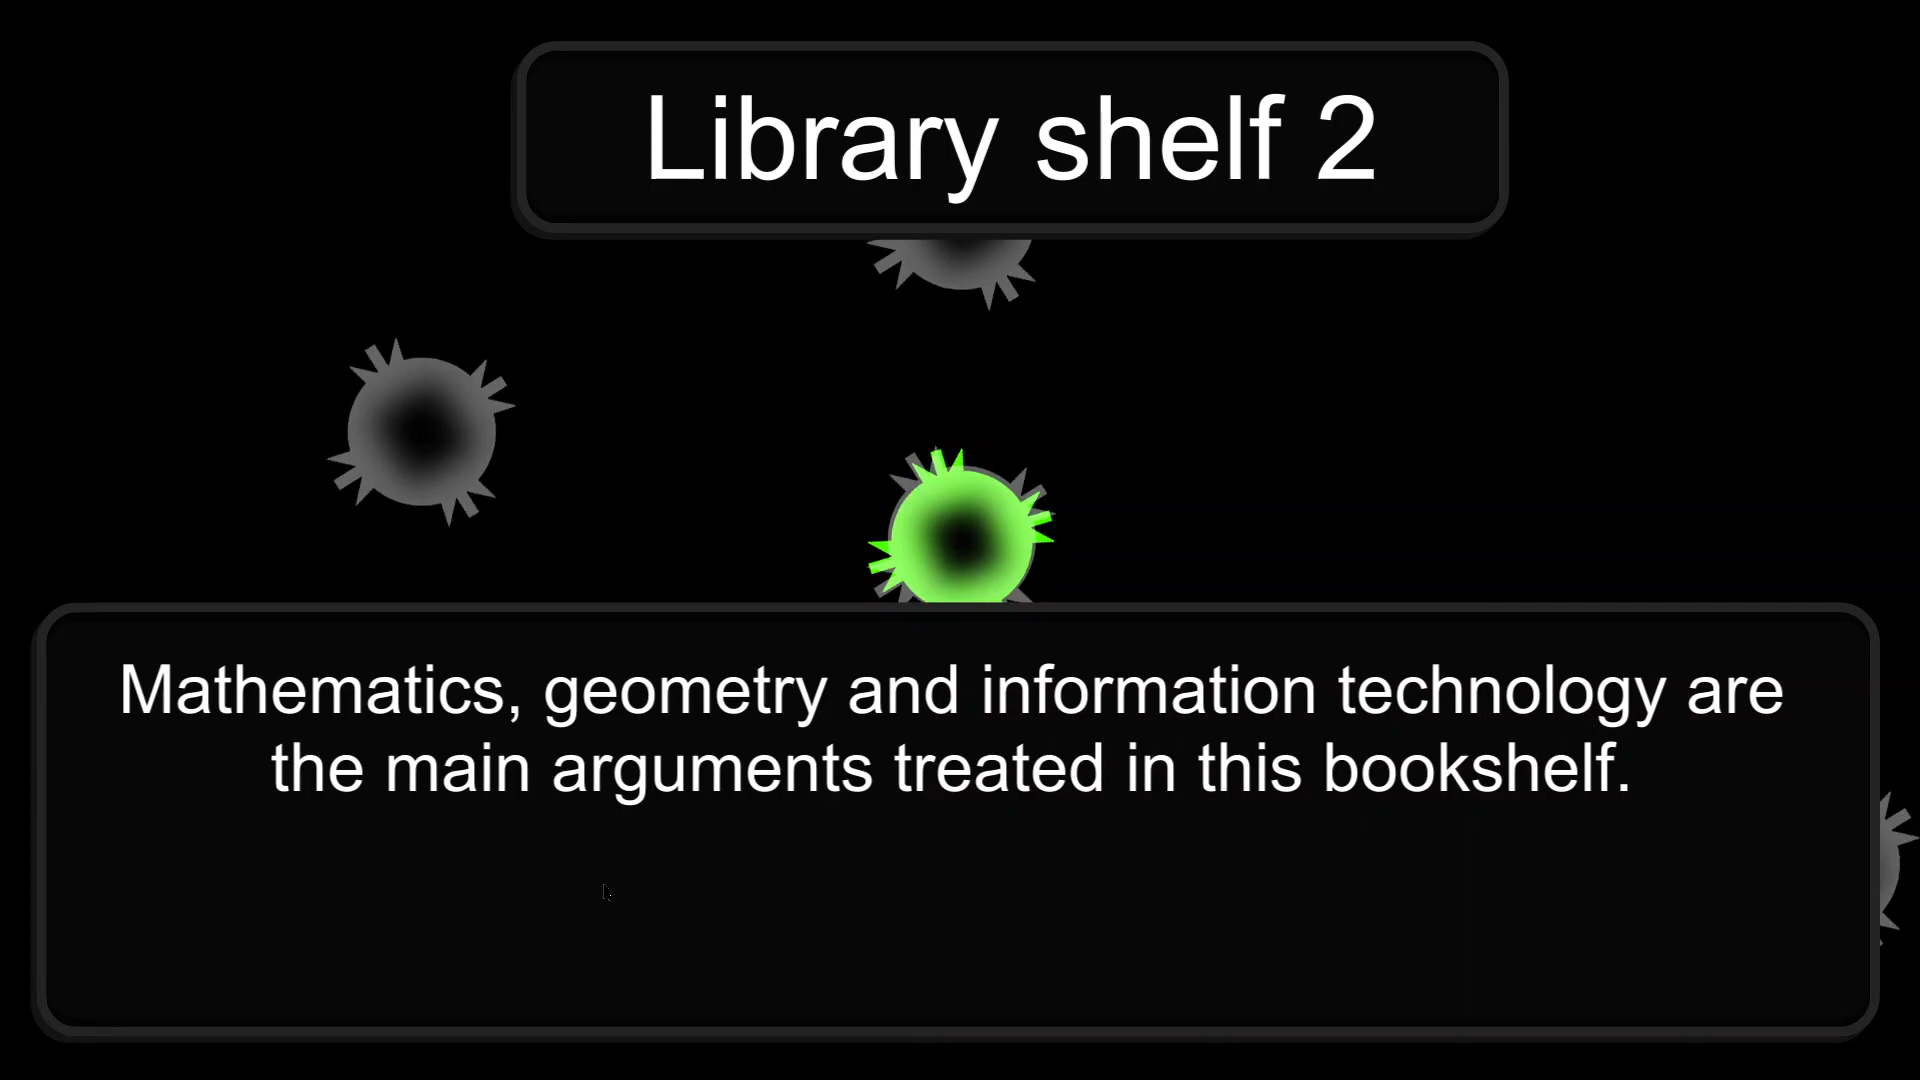 Library shelf 2
Mathematics, geometry and information technology are
the main arguments treated in this bookshelf.